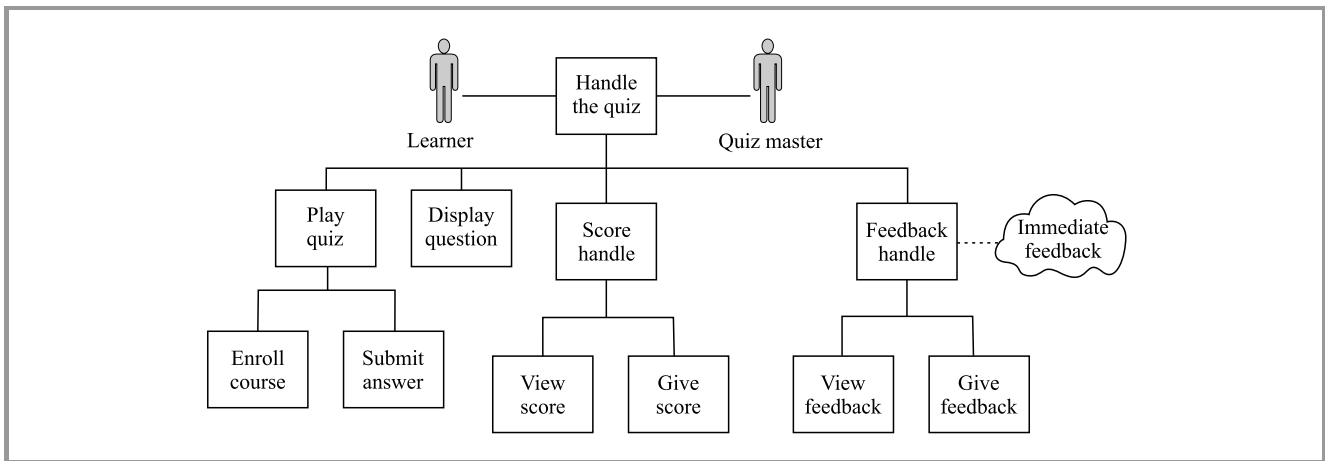 Handle
the quiz
Learner
Quiz master
Play
quiz
Display
question
Score
handle
Feedback
handle
Immediate
feedback
Enroll
course
Submit
answer
View
score
Give
score
View
feedback
Give
feedback